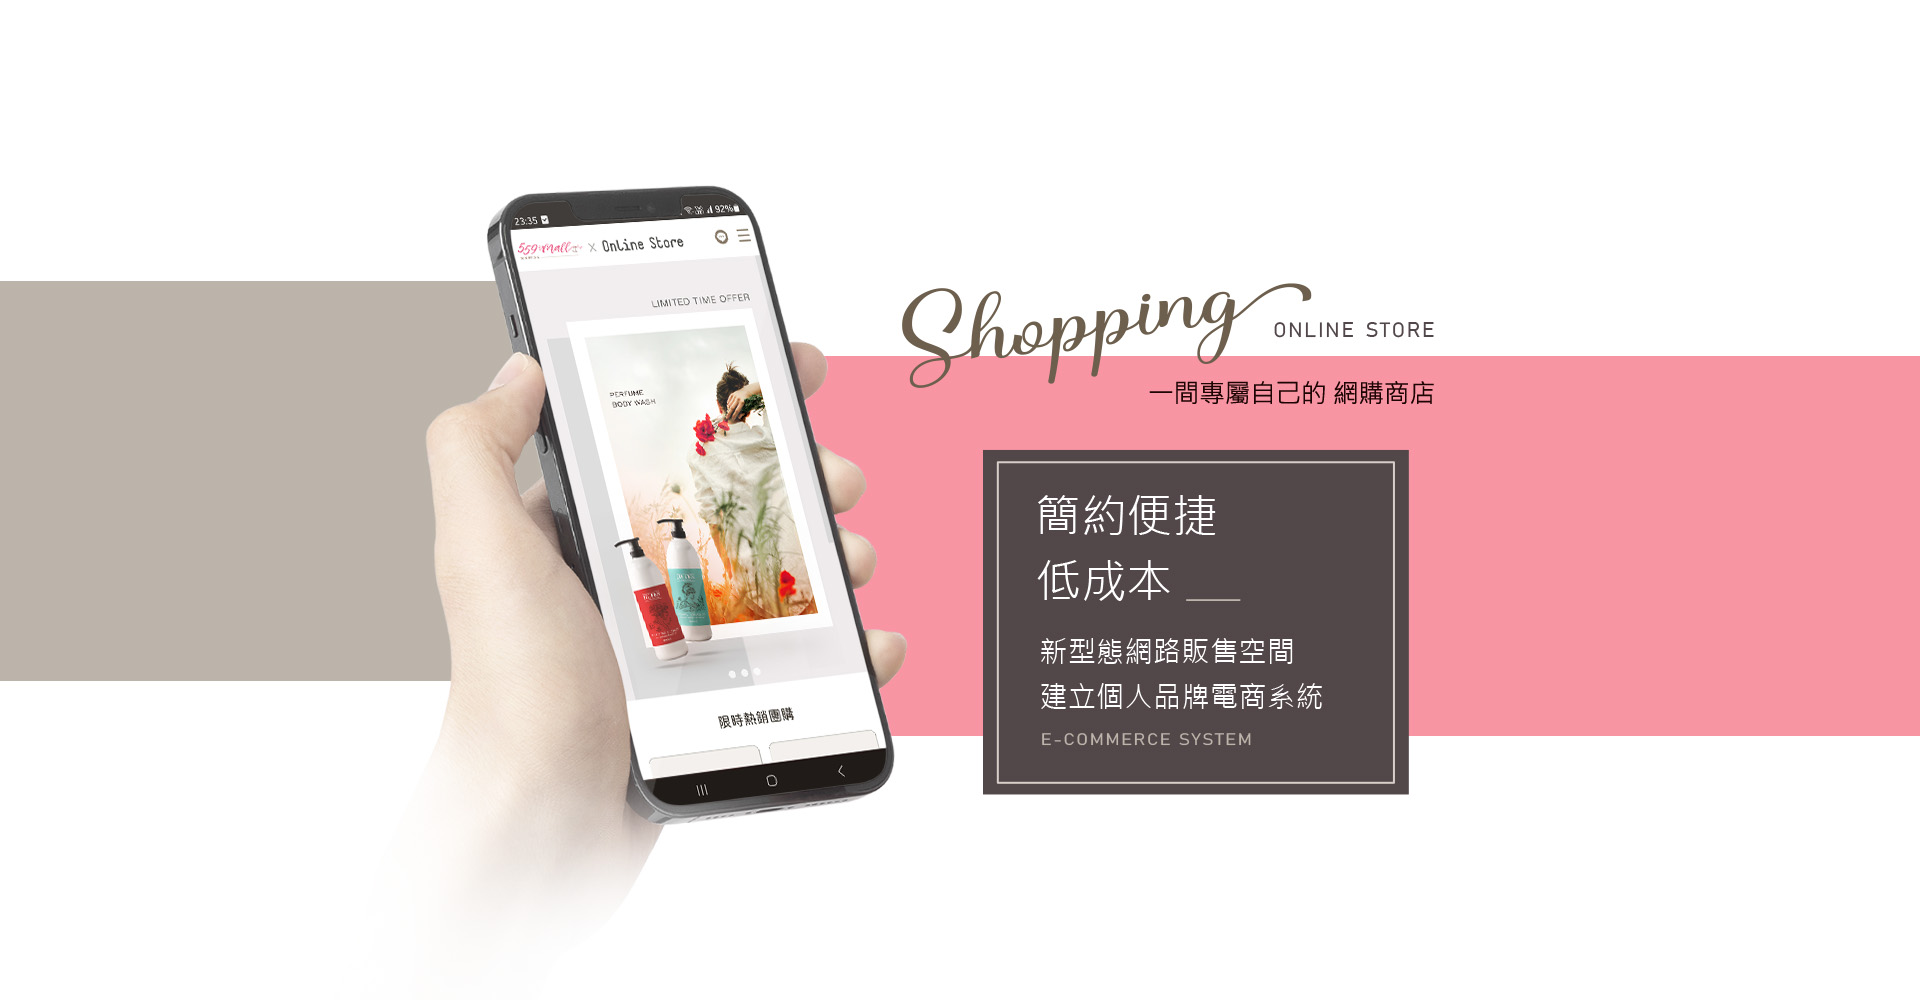 23:35
92%
559 Mall X Online Store
LIMITED TIME OFFER
PERFUME
BODY WASH
限時熱銷團購
Shopping
ONLINE STORE
一間專屬自己的 網購商店
簡約便捷
低成本
新型態網路販售空間
建立個人品牌電商系統
E-COMMERCE SYSTEM